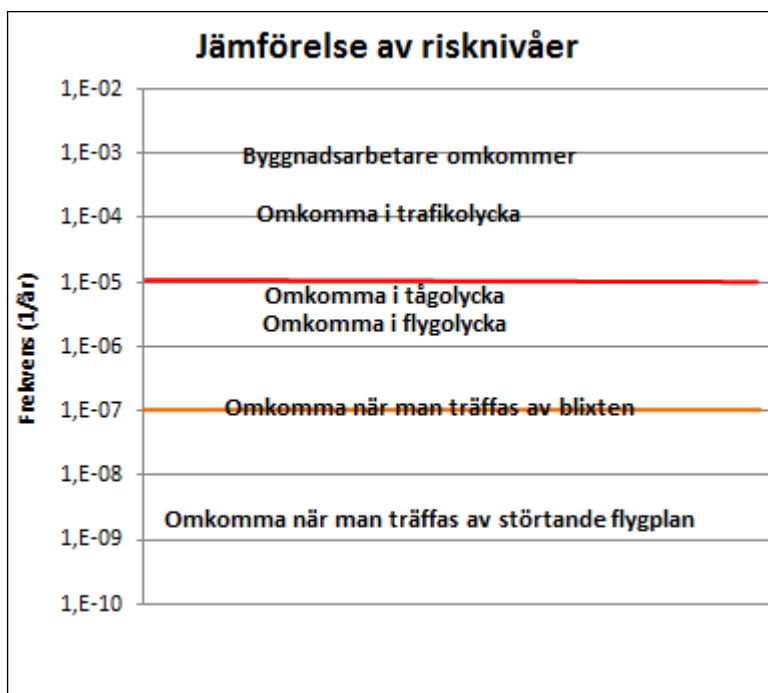 Jämförelse av risknivåer
Frekvens (1/år)
1,E-02
1,E-03
Byggnadsarbetare omkommer
1,E-04
Omkomma i trafikolycka
1,E-05
Omkomma i tågolycka
Omkomma i flygolycka
1,E-06
1,E-07
Omkomma när man träffas av blixten
1,E-08
Omkomma när man träffas av störtande flygplan
1,E-09
1,E-10